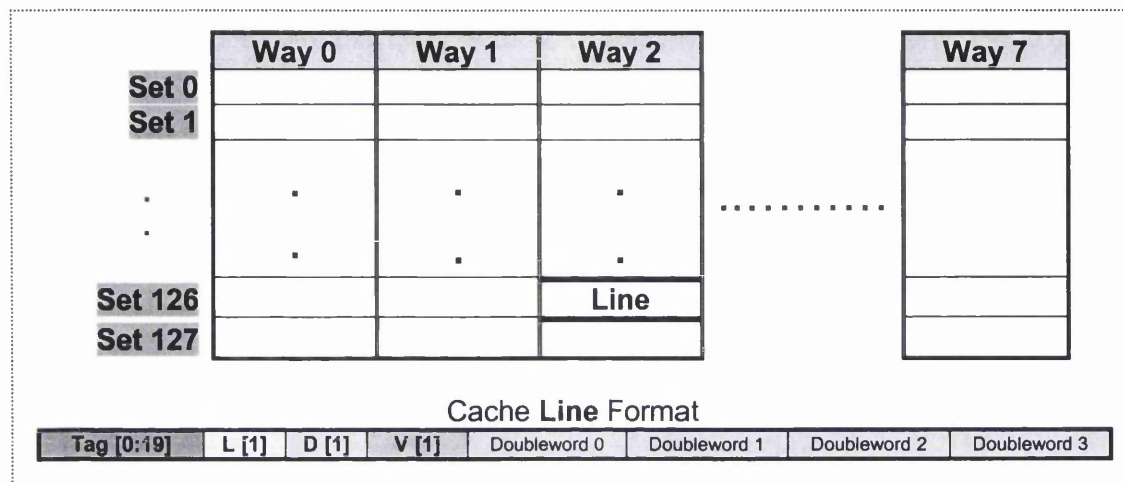 Way 0 Way 1 Way 2 Way 7
Set 0
Set 1
Set 126 Line
Set 127
Cache Line Format
Tag [0:19] L [1] D [1] V [1] Doubleword 0 Doubleword 1 Doubleword 2 Doubleword 3